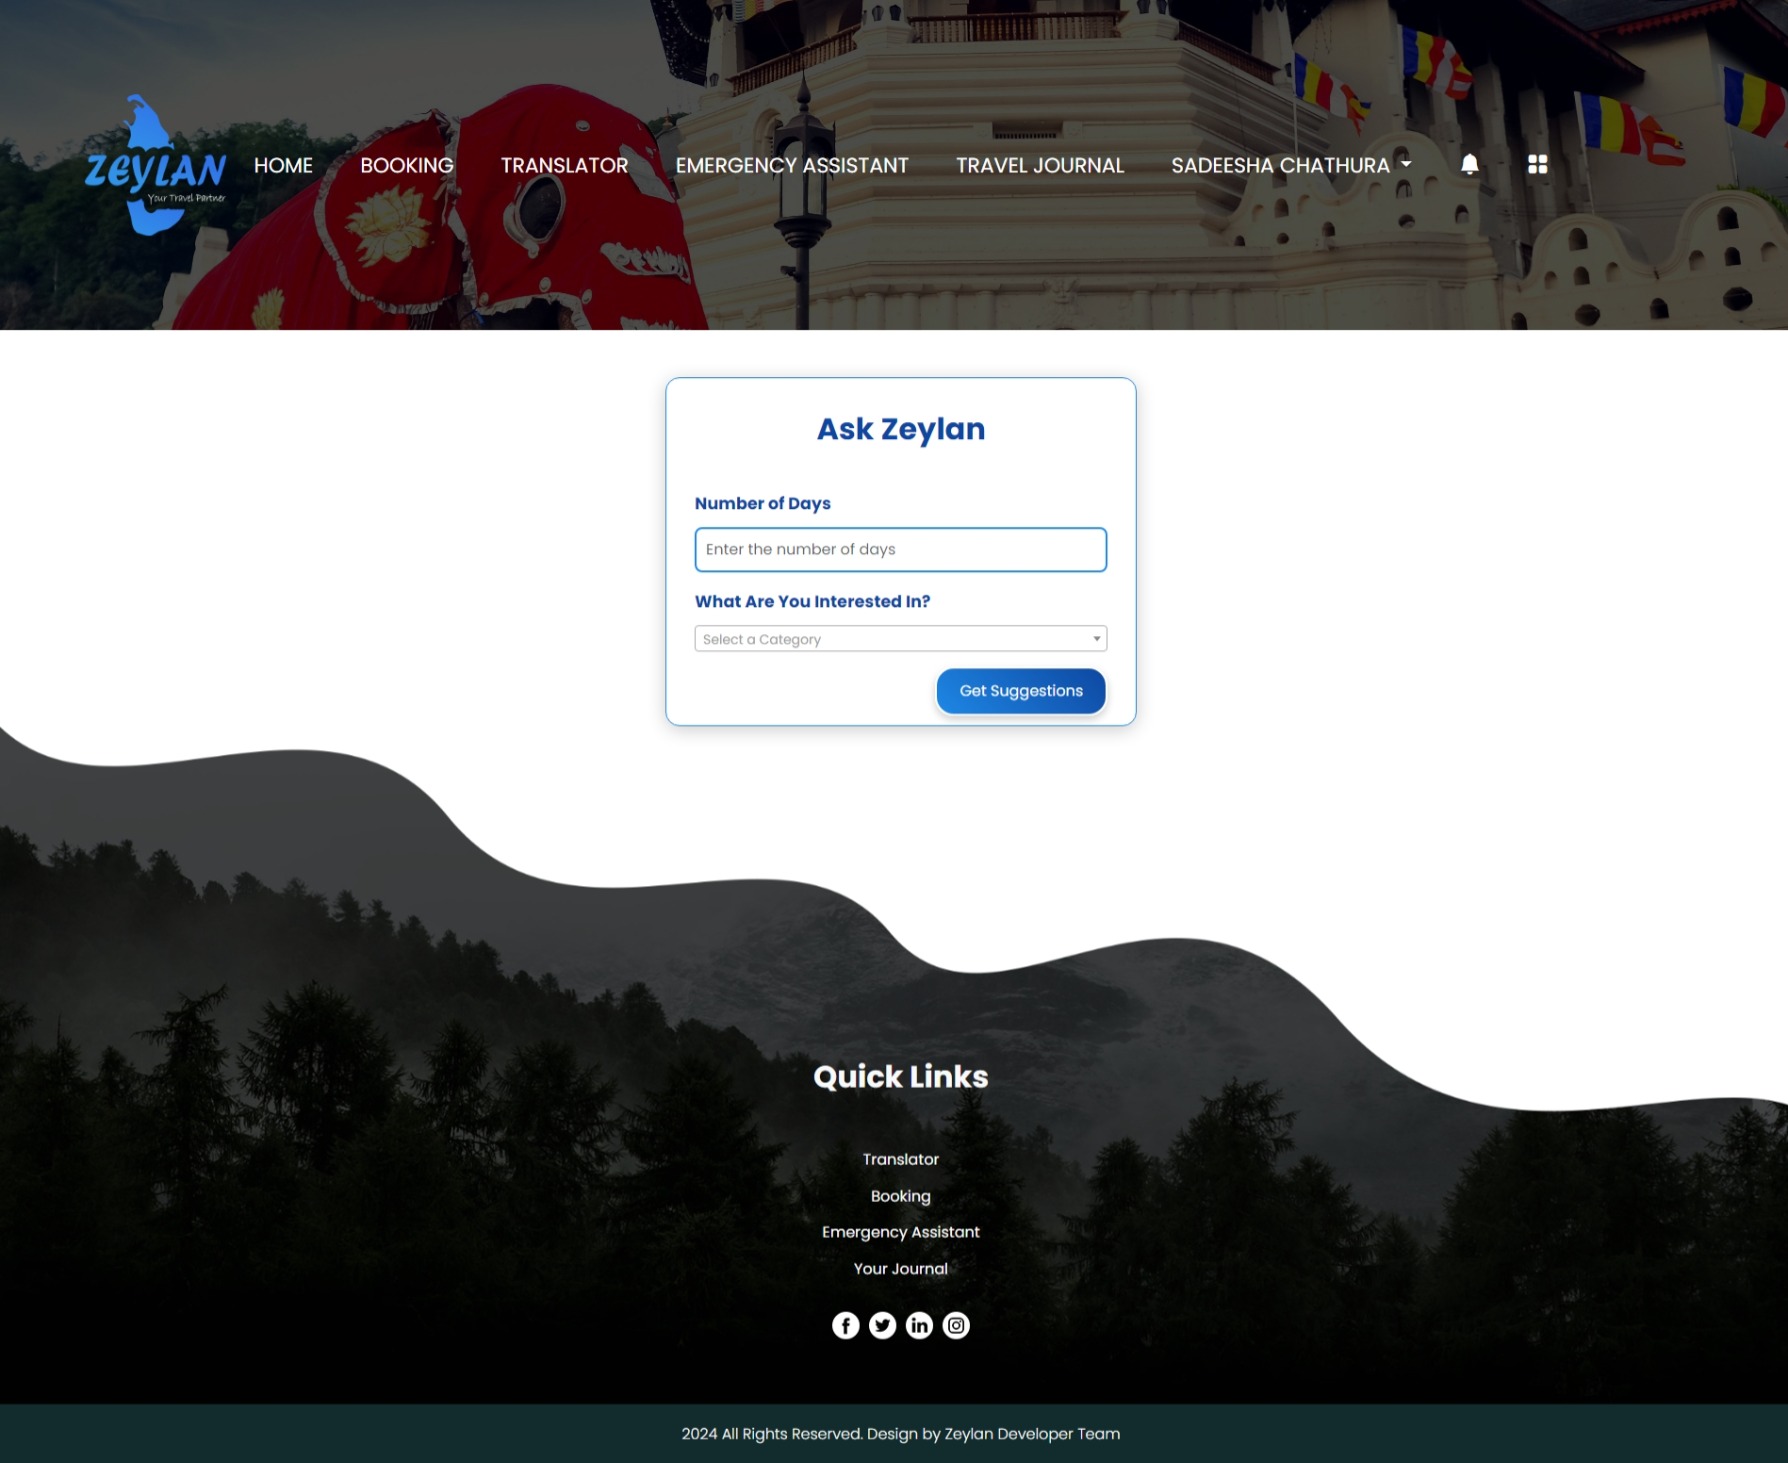 ZEYLAN
Your Travel Partner
HOME
BOOKING
TRANSLATOR
EMERGENCY ASSISTANT
TRAVEL JOURNAL
SADEESHA CHATHURA
Ask Zeylan
Number of Days
Enter the number of days
What Are You Interested In?
Select a Category
Get Suggestions
Quick Links
Translator
Booking
Emergency Assistant
Your Journal
2024 All Rights Reserved. Design by Zeylan Developer Team